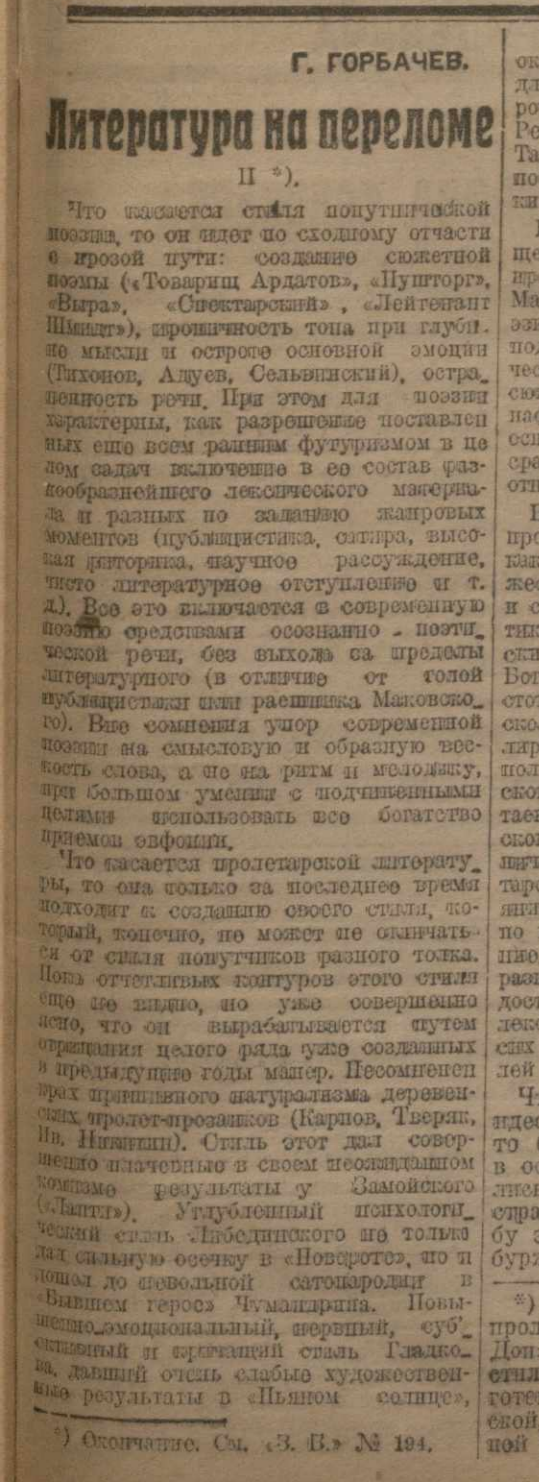 Г. ГОРБАЧЕВ.
Литература на переломе
II *).
Что касается стиля попутнической
поэзии, то он идет по сходному отчасти
с прозой пути: создание сюжетной
поэмы («Товарищ Ардатов», «Пушторг»,
«Выра», «Спекторский», «Лейтенант
Шмидт»), ироничность тона при глуби-
не мысли и остроте основной эмоции
(Тихонов, Адуев, Сельвинский), остра_
ненность речи. При этом для поэзии
характерны, как разрешение поставлен
ных еще всем ранним футуризмом в це
лом задач включение в ее состав раз-
нообразнейшего лексического материа-
ла и разных по заданию жанровых
моментов (публицистика, сатира, высо-
кая риторика, научное рассуждение,
чисто литературное отступление и т.
д.). Все это включается в современную
поэзию средствами осознанно - поэти_
ческой речи, без выхода за пределы
литературного (в отличие от голой
публицистики или раешника Маяковско_
го). Вне сомнения упор современной
поэзии на смысловую и образную вес-
кость слова, а не на ритм и мелодику,
при большом умении с подчиненными
целями использовать все богатство
приемов эвфонии.
Что касается пролетарской литерату_
ры, то она только за последнее время
подходит к созданию своего стиля, ко-
торый, конечно, не может не отличать-
ся от стиля попутчиков разного толка.
Пока отчетливых контуров этого стиля
еще не видно, но уже совершенно
ясно, что он вырабатывается путем
отрицания целого ряда уже созданных
в предыдущие годы манер. Несомненен
крах примитивного натурализма деревен-
ских пролет-прозаиков (Карпов, Тверяк,
Ив. Никитин). Стиль этот дал совер-
шенно плачевные в своем неожиданном
комизме результаты у Замойского
(«Лапти»). Углубленный психологи_
ческий стиль Либединского не только
дал сильную осечку в «Повороте», но и
дошел до невольной самопародии в
«Бывшем герое» Чумандрина. Повы-
шенно-эмоциональный, нервный, суб'_
ективный и кричащий стиль Гладко_
ва, давший очень слабые художествен-
ные результаты в «Пьяном солнце»,
*) Окончание. См. «З. В.» № 194.